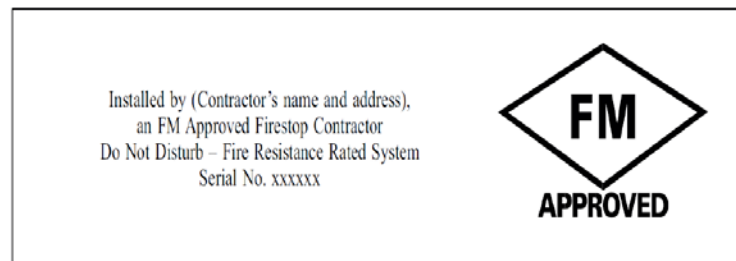 Installed by (Contractor's name and address),
an FM Approved Firestop Contractor
Do Not Disturb – Fire Resistance Rated System
Serial No. xxxxxx
FM
APPROVED